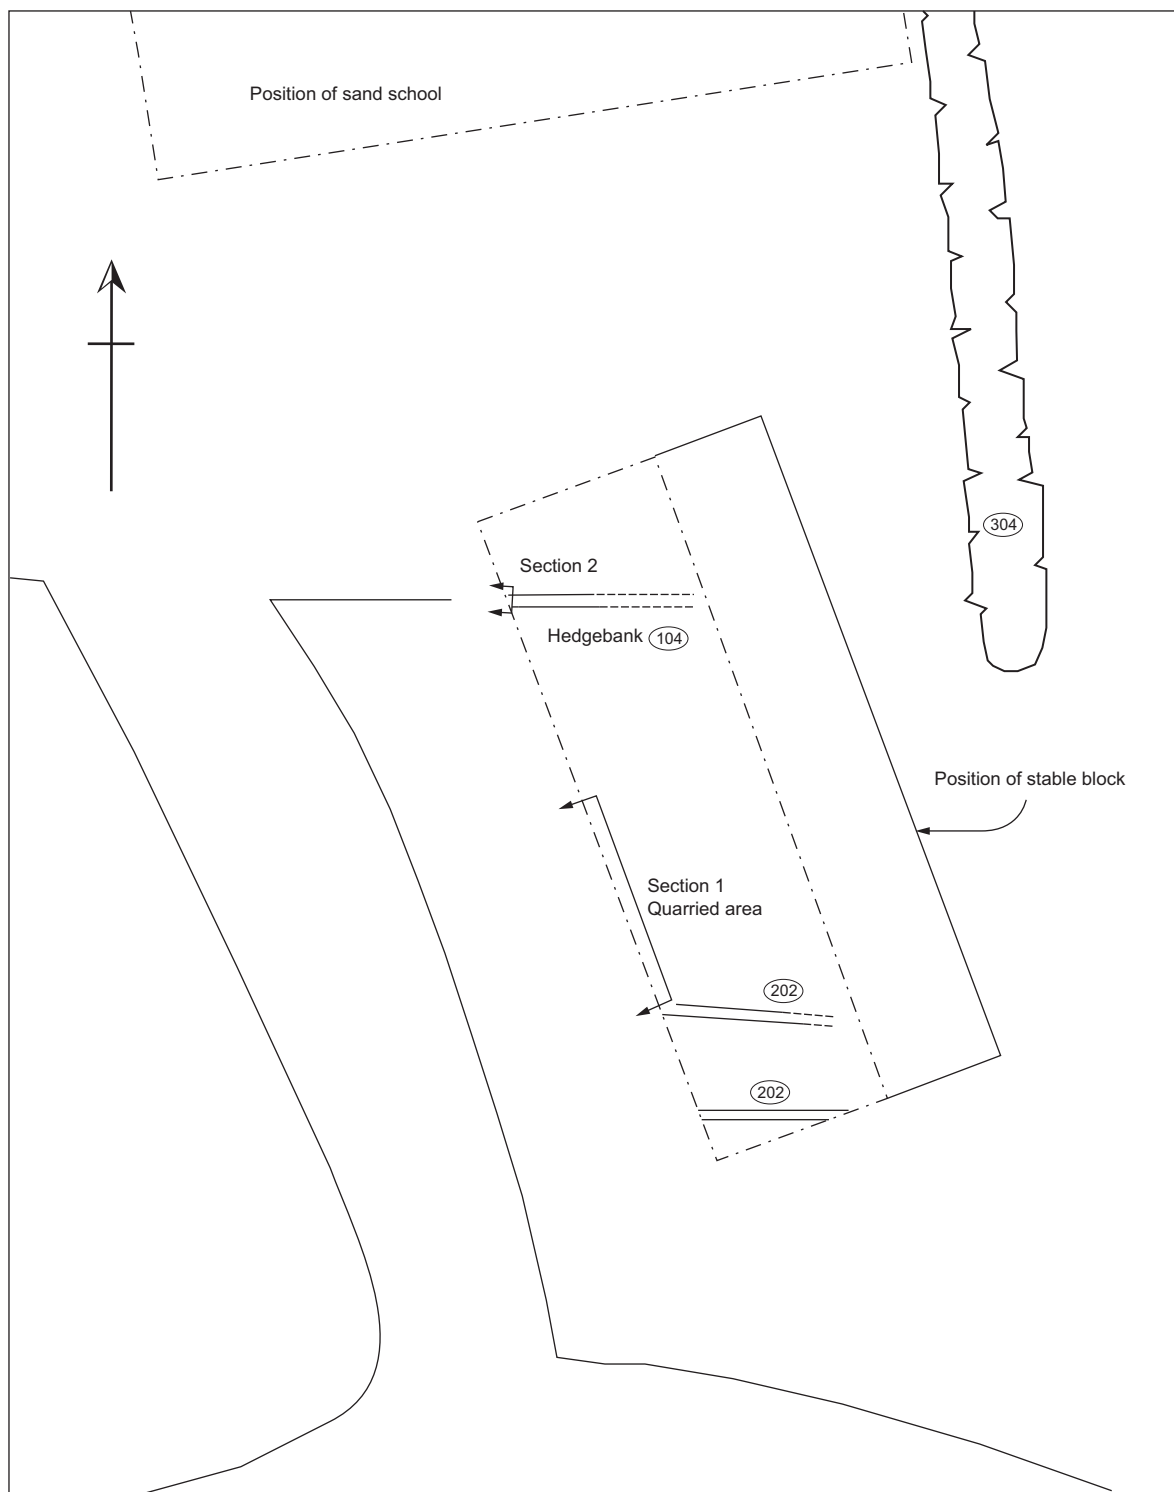 Position of sand school
304
Section 2
Hedgebank 104
Position of stable block
Section 1
Quarried area
202
202